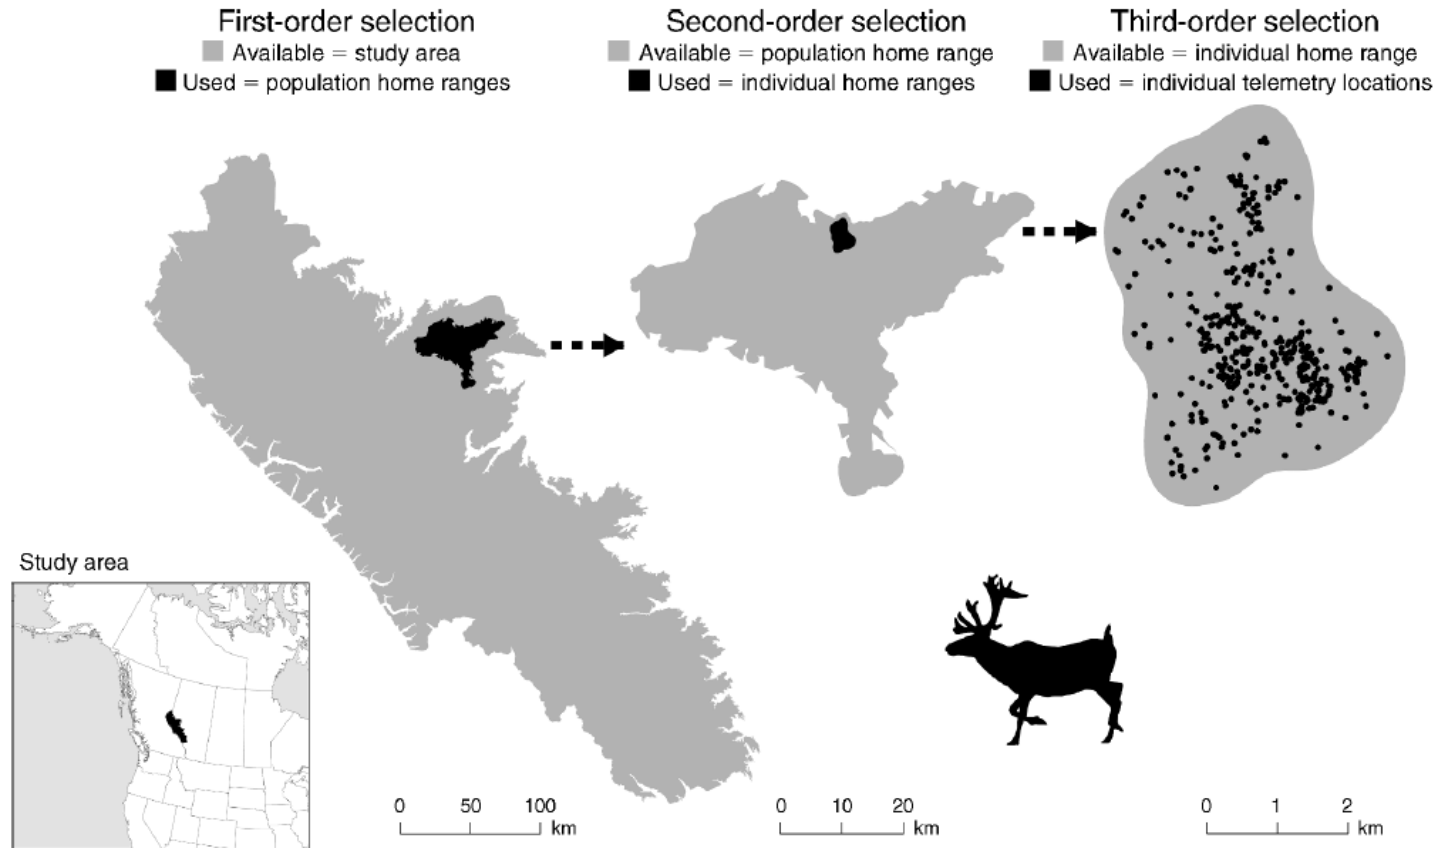 First-order selection
Available = study area
Used = population home ranges
Second-order selection
Available = population home range
Used = individual home ranges
Third-order selection
Available = individual home range
Used = individual telemetry locations
Study area
0 50 100
km
0 10 20
km
0 1 2
km